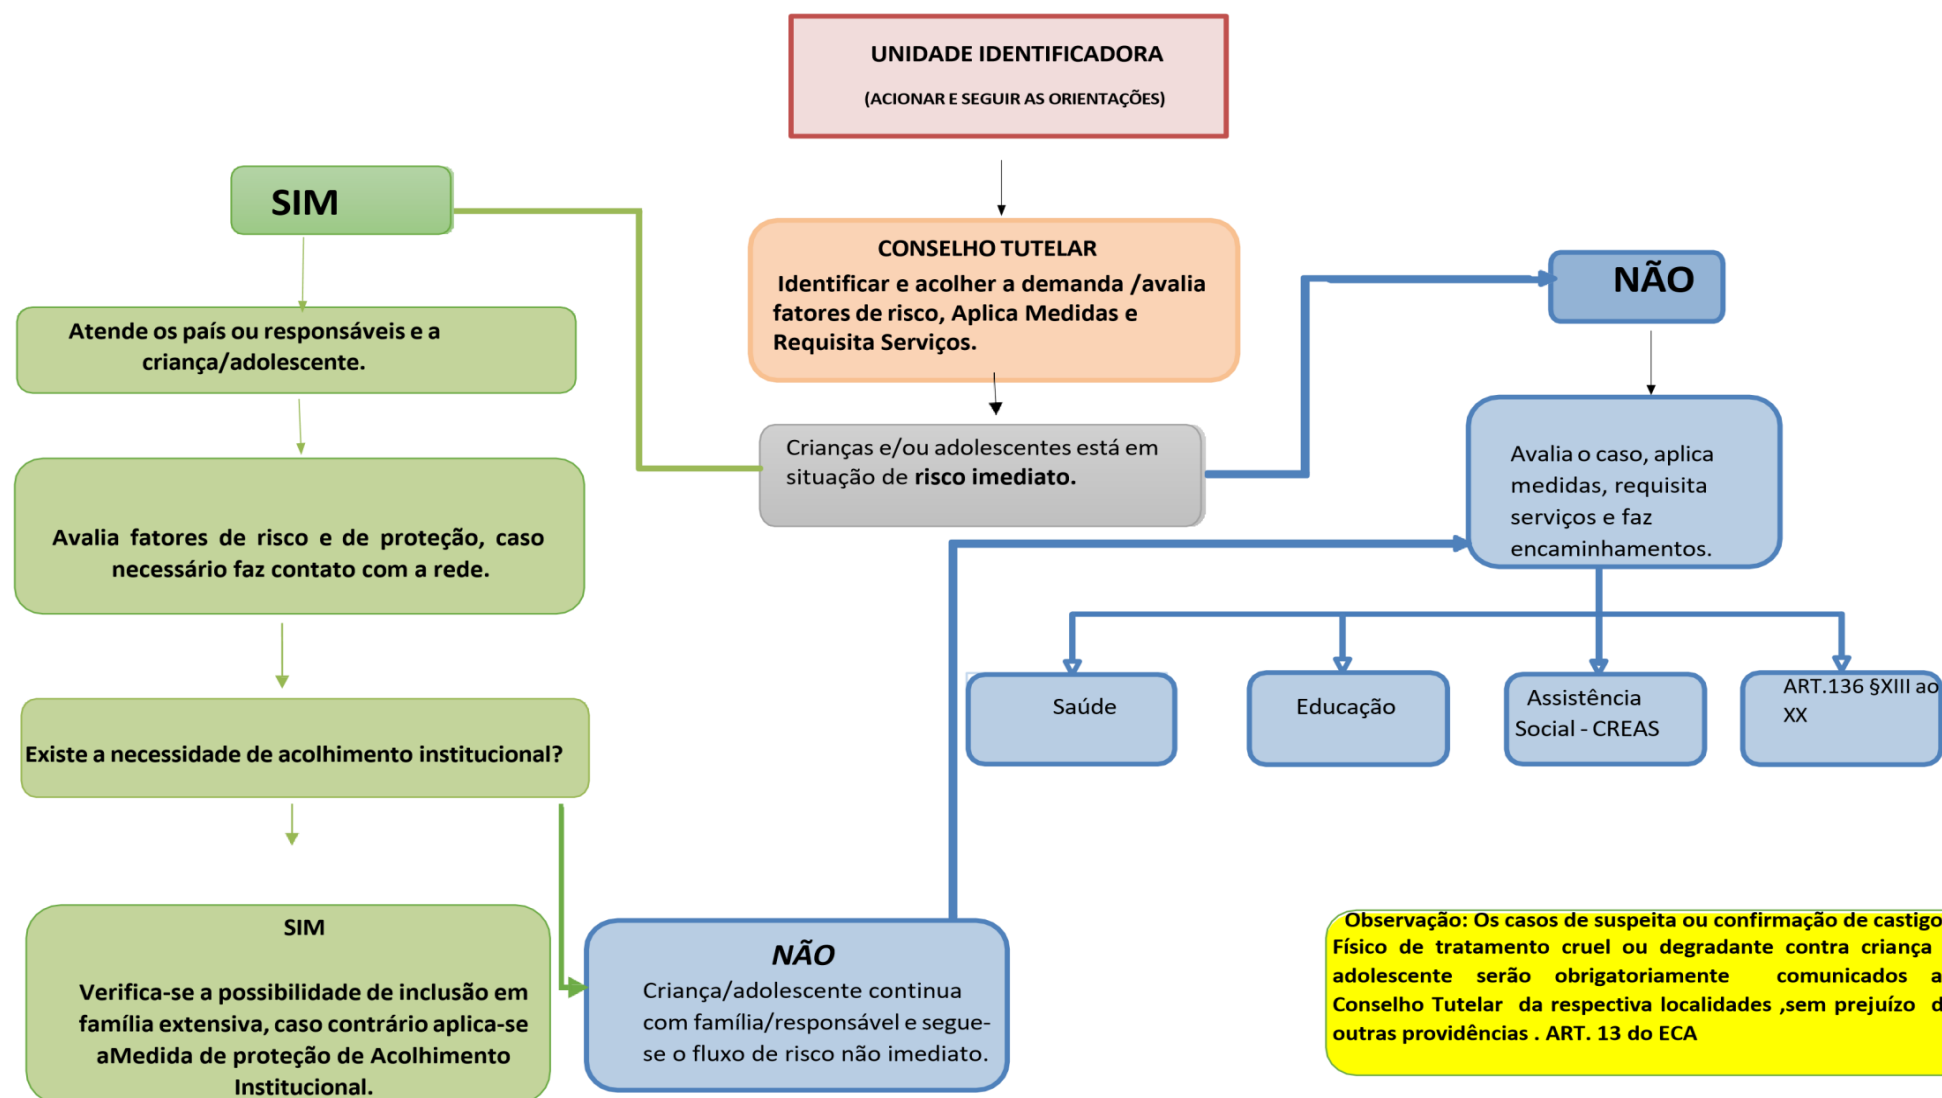 UNIDADE IDENTIFICADORA
(ACIONAR E SEGUIR AS ORIENTAÇÕES)
SIM
CONSELHO TUTELAR
Identificar e acolher a demanda /avalia
fatores de risco, Aplica Medidas e
Requisita Serviços.
NÃO
Atende os país ou responsáveis e a
criança/adolescente.
Crianças e/ou adolescentes está em
situação de risco imediato.
Avalia o caso, aplica
medidas, requisita
serviços e faz
encaminhamentos.
Avalia fatores de risco e de proteção, caso
necessário faz contato com a rede.
Saúde
Educação
Assistência
Social - CREAS
ART.136 §XIII ao
XX
Existe a necessidade de acolhimento institucional?
SIM
Verifica-se a possibilidade de inclusão em
família extensiva, caso contrário aplica-se
aMedida de proteção de Acolhimento
Institucional.
NÃO
Criança/adolescente continua
com família/responsável e segue-
se o fluxo de risco não imediato.
Observação: Os casos de suspeita ou confirmação de castigo
Físico de tratamento cruel ou degradante contra criança
adolescente serão obrigatoriamente comunicados a
Conselho Tutelar da respectiva localidades ,sem prejuízo d
outras providências . ART. 13 do ECA